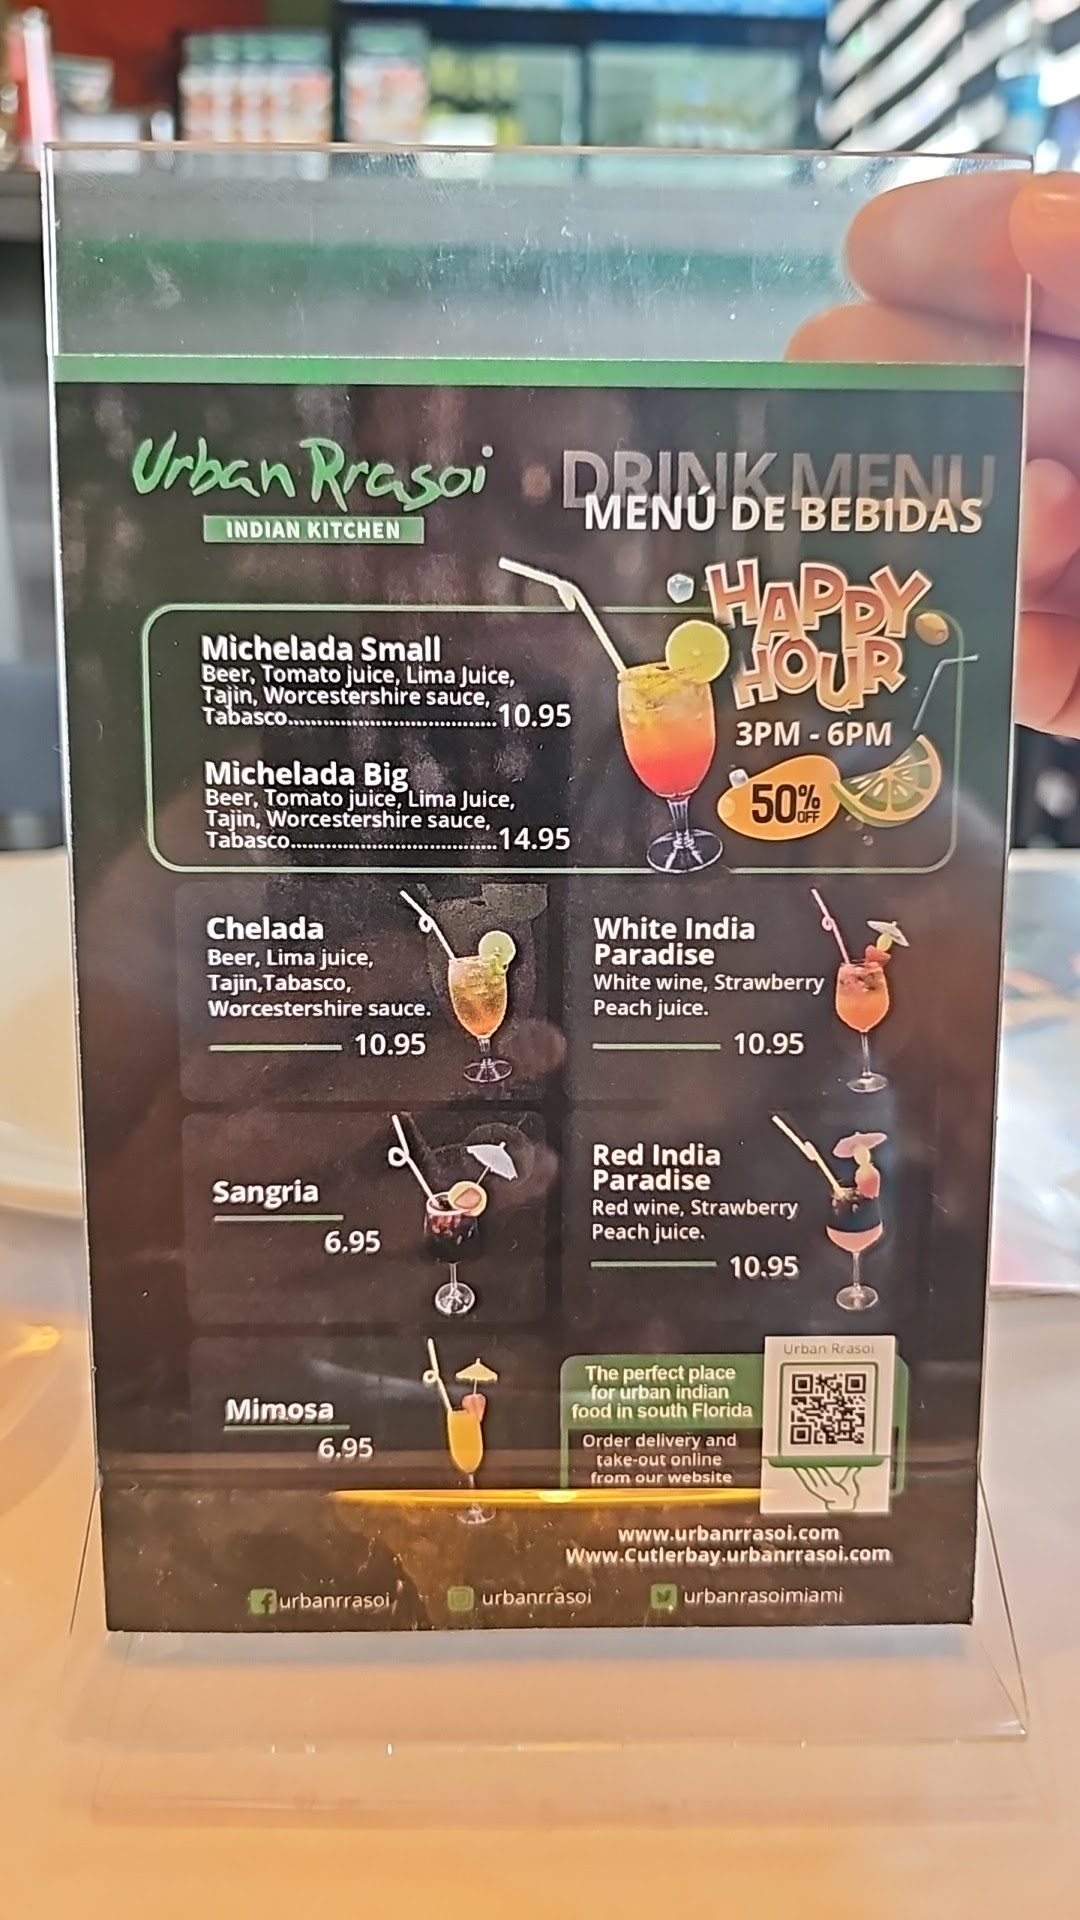 Urban Rrasoi
INDIAN KITCHEN
DRINK MENU
MENÚ DE BEBIDAS
HAPPY
HOUR
3PM - 6PM
50% OFF
Michelada Small
Beer, Tomato juice, Lima Juice,
Tajin, Worcestershire sauce,
Tabasco.......................................10.95
Michelada Big
Beer, Tomato juice, Lima Juice,
Tajin, Worcestershire sauce,
Tabasco.......................................14.95
Chelada
Beer, Lima juice,
Tajin,Tabasco,
Worcestershire sauce.
10.95
White India
Paradise
White wine, Strawberry
Peach juice.
10.95
Sangria
6.95
Red India
Paradise
Red wine, Strawberry
Peach juice.
10.95
Mimosa
6.95
The perfect place
for urban indian
food in south Florida
Order delivery and
take-out online
from our website
Urban Rrasoi
www.urbanrrasoi.com
Www.Cutlerbay.urbanrrasoi.com
urbanrrasoi
urbanrrasoi
urbanrasoimiami